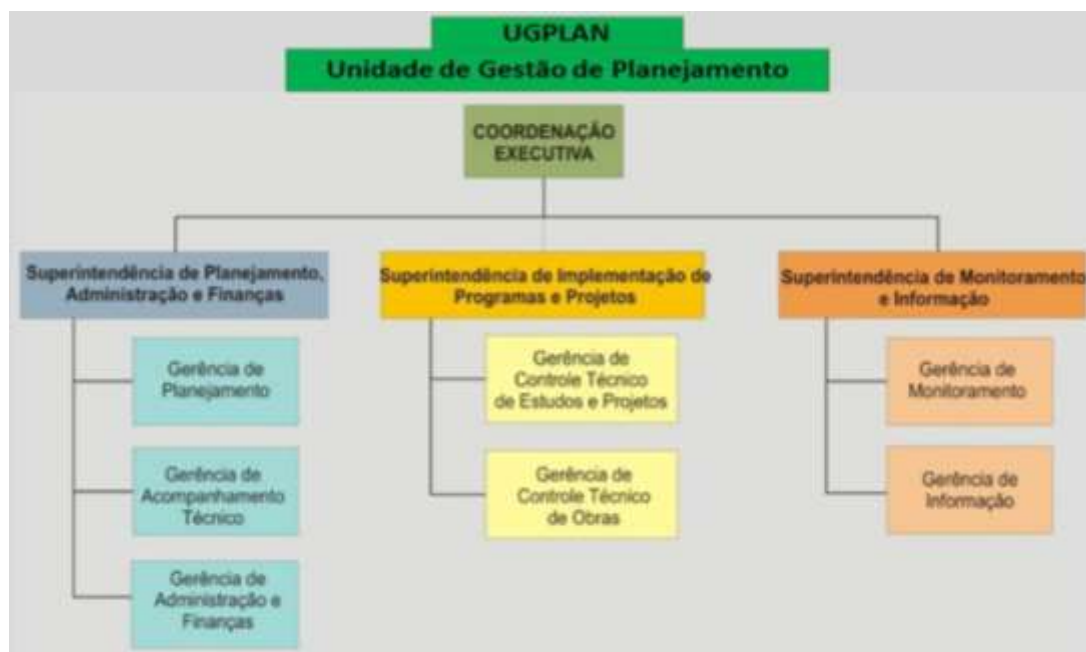 UGPLAN
Unidade de Gestão de Planejamento
COORDENAÇÃO
EXECUTIVA
Superintendência de Planejamento,
Administração e Finanças
Gerência de
Planejamento
Gerência de
Acompanhamento
Técnico
Gerência de
Administração e
Finanças
Superintendência de Implementação de
Programas e Projetos
Gerência de
Controle Técnico
de Estudos e Projetos
Gerência de
Controle Técnico
de Obras
Superintendência de Monitoramento
e Informação
Gerência de
Monitoramento
Gerência de
Informação